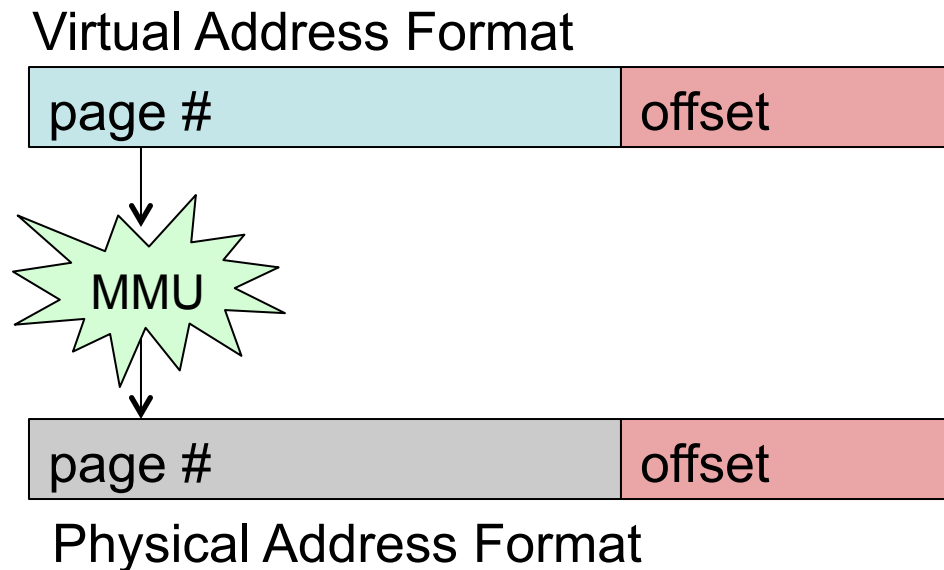 Virtual Address Format
page # offset
MMU
page # offset
Physical Address Format